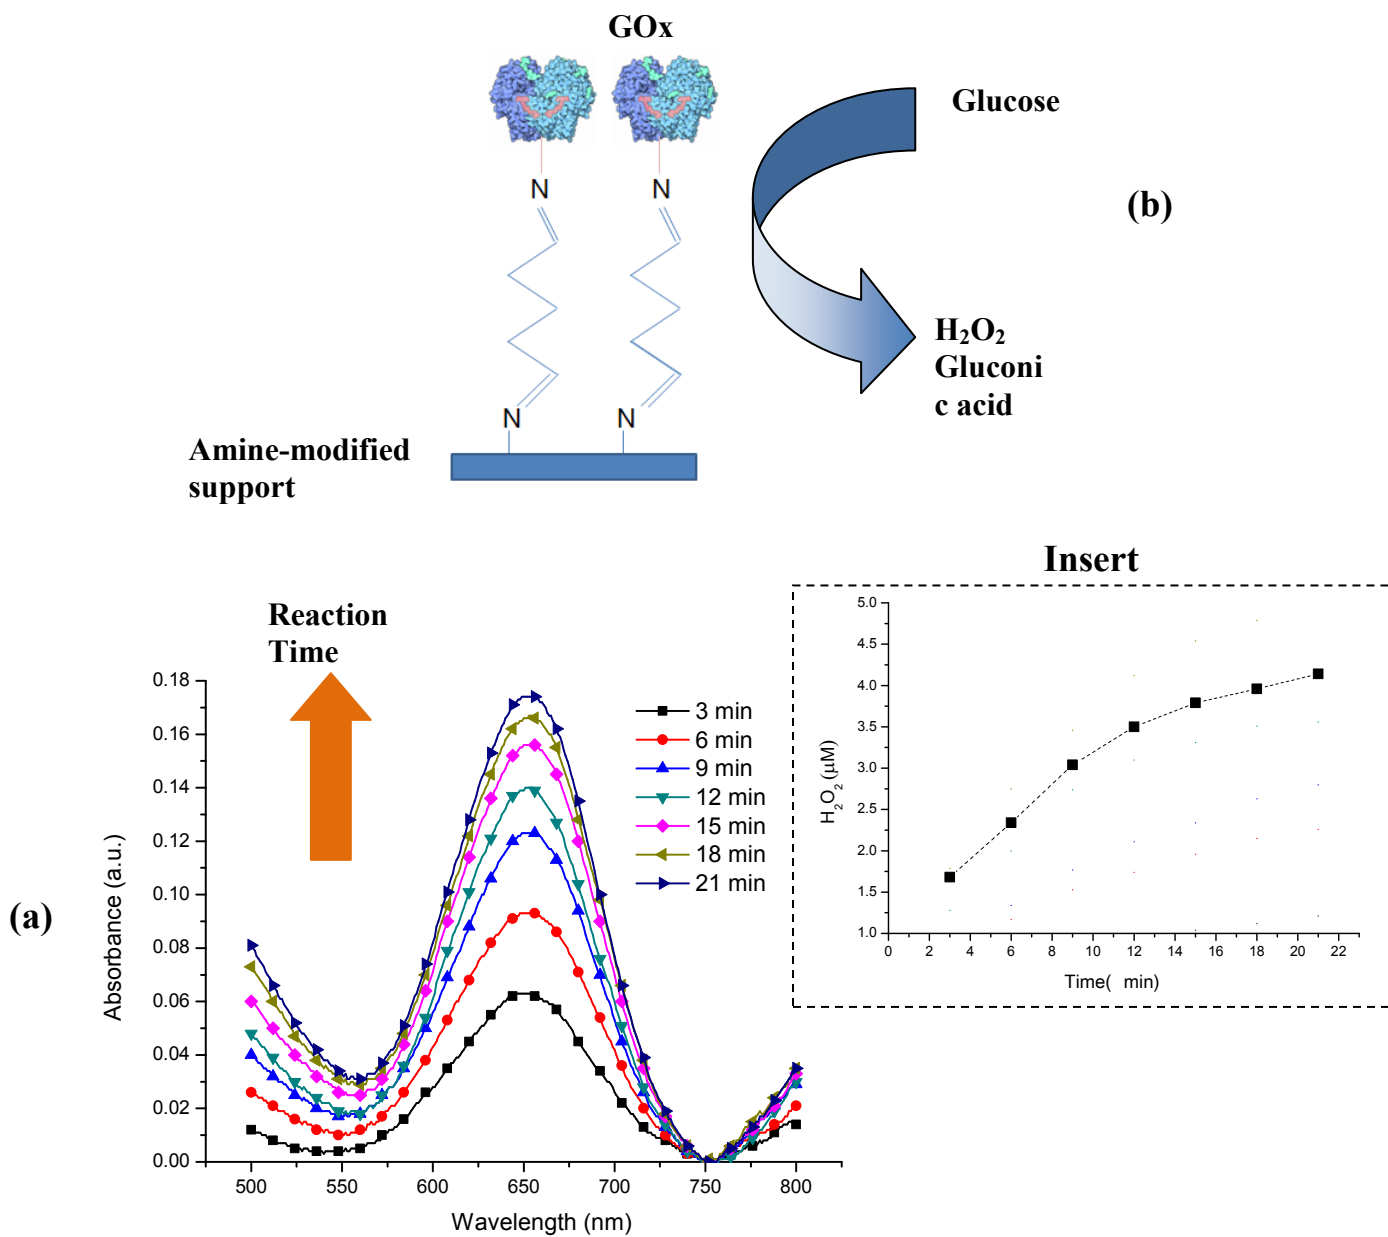 GOx
Glucose
N
N
(b)
H₂O₂
Gluconi
c acid
N
N
Amine-modified
support
Insert
Reaction
Time
(a)
Absorbance (a.u.)
0.18
0.16
0.14
0.12
0.10
0.08
0.06
0.04
0.02
0.00
500 550 600 650 700 750 800
Wavelength (nm)
3 min
6 min
9 min
12 min
15 min
18 min
21 min
H₂O₂ (μM)
5.0
4.5
4.0
3.5
3.0
2.5
2.0
1.5
1.0
0 2 4 6 8 10 12 14 16 18 20 22
Time( min)